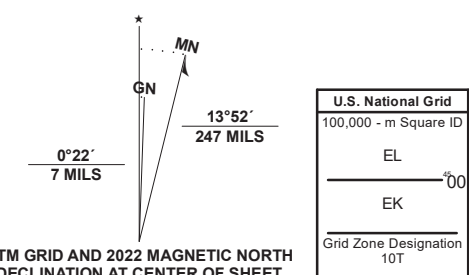 ★
MN
GN
0°22´
7 MILS
13°52´
247 MILS
TM GRID AND 2022 MAGNETIC NORTH
DECLINATION AT CENTER OF SHEET
U.S. National Grid
100,000 - m Square ID
EL
4500
EK
Grid Zone Designation
10T